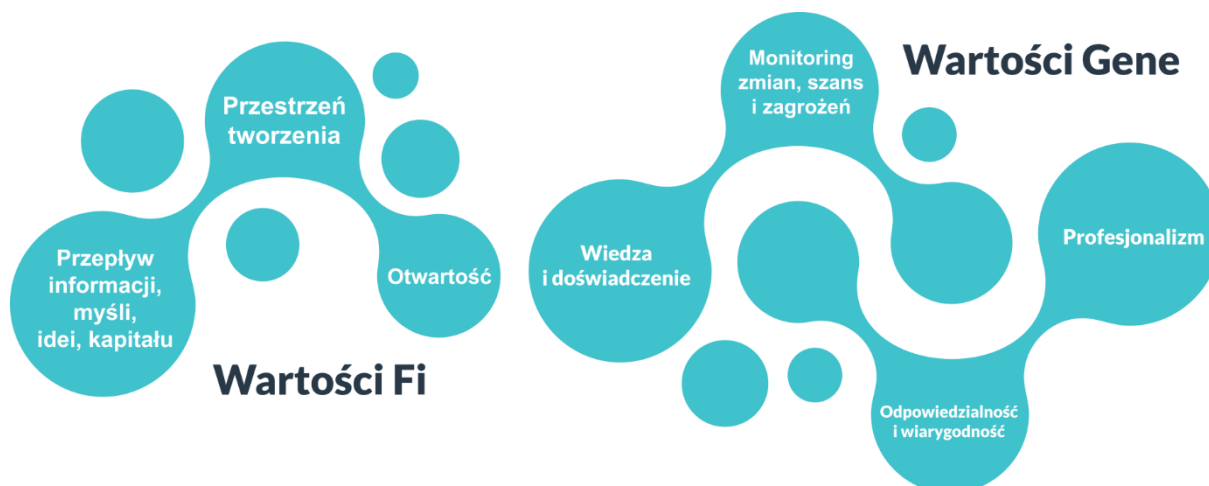 Przestrzeń
tworzenia
Przepływ
informacji,
myśli,
idei, kapitału
Otwartość
Wartości Fi
Monitoring
zmian, szans
i zagrożeń
Wartości Gene
Wiedza
i doświadczenie
Profesjonalizm
Odpowiedzialność
i wiarygodność